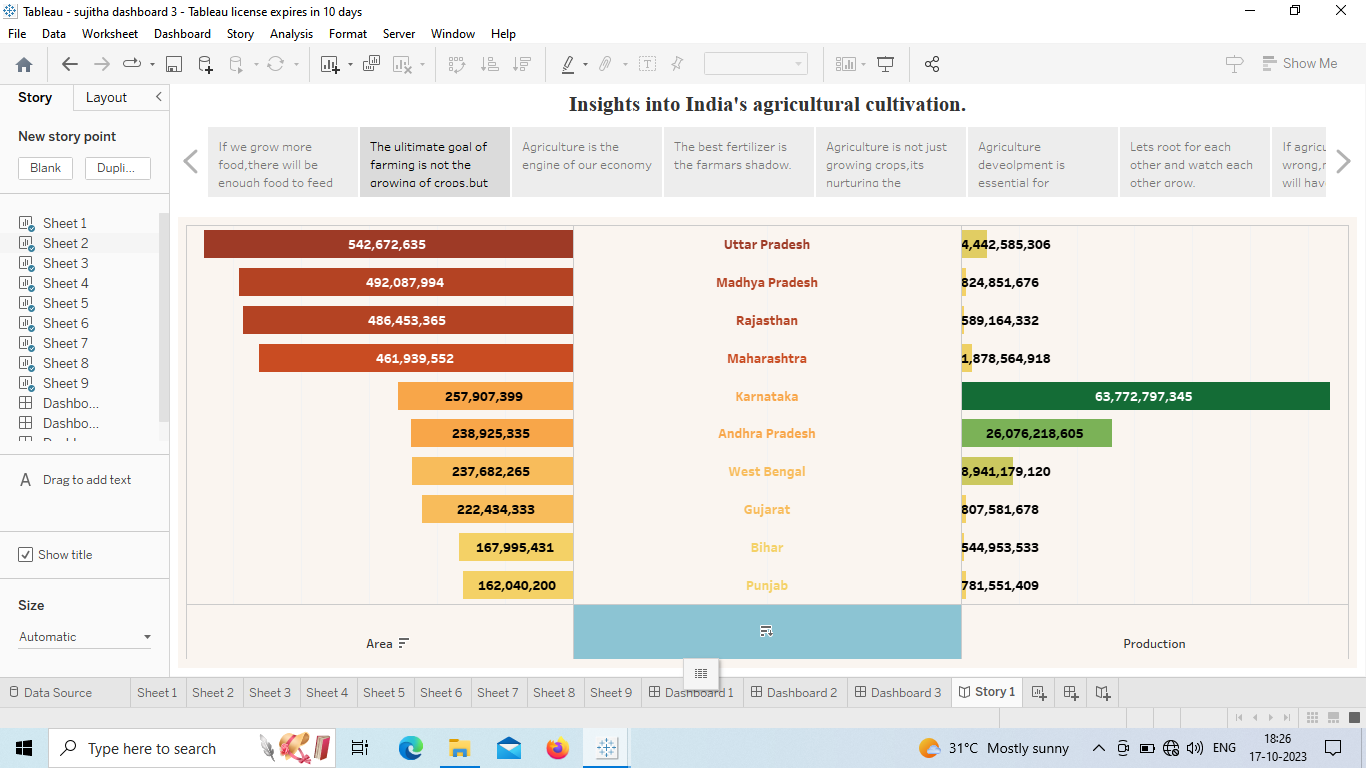 Tableau - sujitha dashboard 3 - Tableau license expires in 10 days
File Data Worksheet Dashboard Story Analysis Format Server Window Help
Show Me
Story Layout
New story point
Blank Dupli...
Sheet 1
Sheet 2
Sheet 3
Sheet 4
Sheet 5
Sheet 6
Sheet 7
Sheet 8
Sheet 9
Dashbo...
Dashbo...
A Drag to add text
Show title
Size
Automatic
Insights into India's agricultural cultivation.
If we grow more
food,there will be
enough food to feed
The ulitimate goal of
farming is not the
growing of crops,but
Agriculture is the
engine of our economy
The best fertilizer is
the farmars shadow.
Agriculture is not just
growing crops,its
nurturing the
Agriculture
deveolpment is
essential for
Lets root for each
other and watch each
other grow.
If agricu
wrong,n
will hav
542,672,635 Uttar Pradesh 4,442,585,306
492,087,994 Madhya Pradesh 824,851,676
486,453,365 Rajasthan 589,164,332
461,939,552 Maharashtra 1,878,564,918
257,907,399 Karnataka 63,772,797,345
238,925,335 Andhra Pradesh 26,076,218,605
237,682,265 West Bengal 8,941,179,120
222,434,333 Gujarat 807,581,678
167,995,431 Bihar 544,953,533
162,040,200 Punjab 781,551,409
Area Production
Data Source Sheet 1 Sheet 2 Sheet 3 Sheet 4 Sheet 5 Sheet 6 Sheet 7 Sheet 8 Sheet 9 Dashboard 1 Dashboard 2 Dashboard 3 Story 1
Type here to search
31°C Mostly sunny
ENG
18:26
17-10-2023